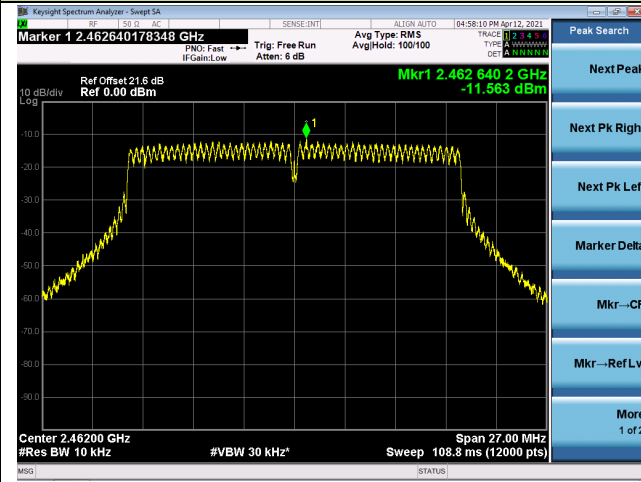 Keysight Spectrum Analyzer - Swept SA
RF 50 Ω AC SENSE:INT ALIGN AUTO 04:58:10 PM Apr 12, 2021
Marker 1 2.462640178348 GHz
PNO: Fast
IFGain:Low
Trig: Free Run
Atten: 6 dB
Avg Type: RMS
Avg|Hold: 100/100
TRACE 1 2 3 4 5 6
TYPE A WWWWW
DET A NNNNN
Peak Search
Ref Offset 21.6 dB
10 dB/div Ref 0.00 dBm
Log
Mkr1 2.462 640 2 GHz
-11.563 dBm
1
-10.0
-20.0
-30.0
-40.0
-50.0
-60.0
-70.0
-80.0
-90.0
Center 2.46200 GHz Span 27.00 MHz
#Res BW 10 kHz #VBW 30 kHz* Sweep 108.8 ms (12000 pts)
MSG STATUS
Next Peak
Next Pk Righ
Next Pk Lef
Marker Delta
Mkr→CF
Mkr→Ref Lv
More
1 of 2